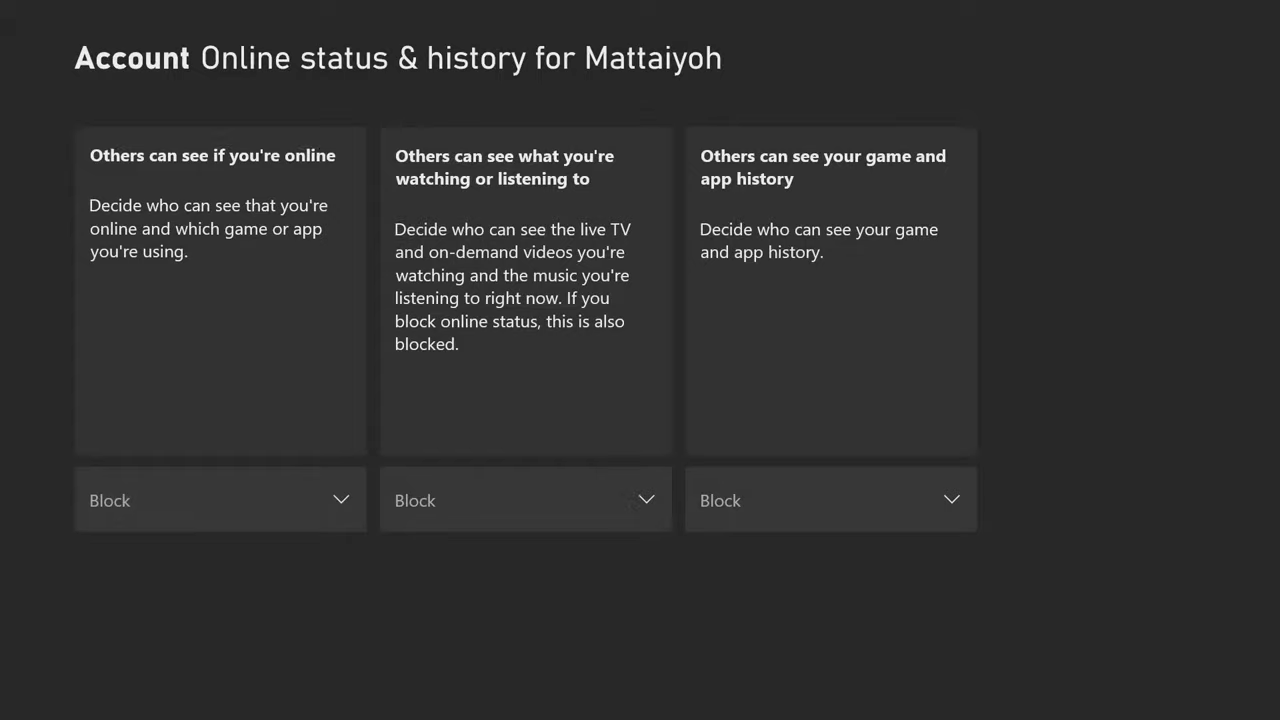 Account Online status & history for Mattaiyoh
Others can see if you're online
Decide who can see that you're
online and which game or app
you're using.
Block
Others can see what you're
watching or listening to
Decide who can see the live TV
and on-demand videos you're
watching and the music you're
listening to right now. If you
block online status, this is also
blocked.
Block
Others can see your game and
app history
Decide who can see your game
and app history.
Block